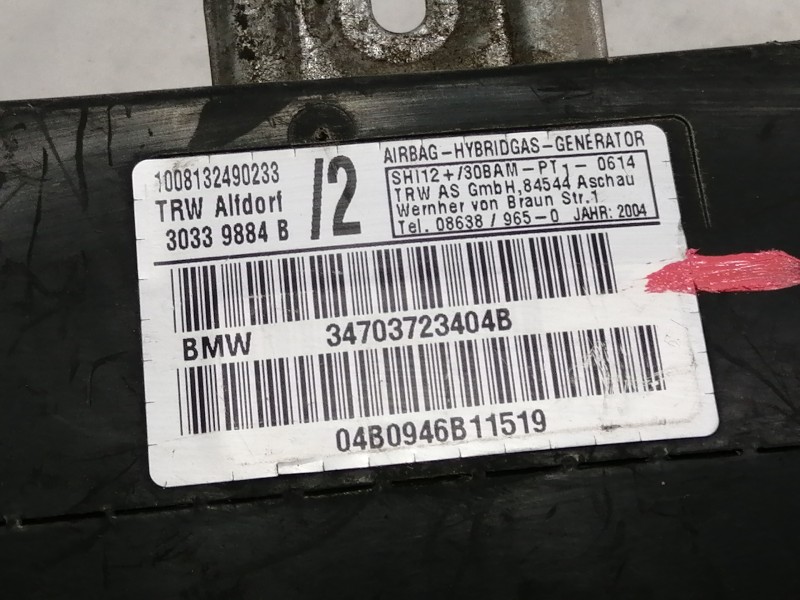 1008132490233
TRW Alfdorf
3033 9884 B
/2
AIRBAG-HYBRIDGAS-GENERATOR
SHI12+/30BAM-PT1-0614
TRW AS GmbH, 84544 Aschau
Wernher von Braun Str.1
Tel. 08638 / 965-0 JAHR: 2004
BMW 34703723404B
04B0946B11519